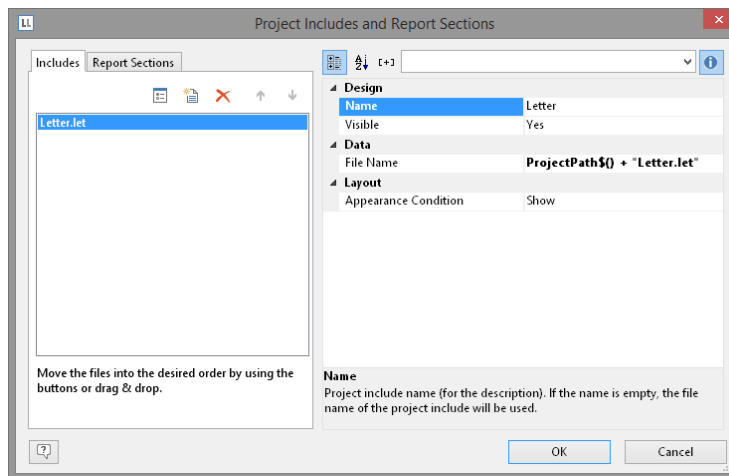 LL
Project Includes and Report Sections
Includes
Report Sections
Letter.let
Move the files into the desired order by using the
buttons or drag & drop.
A
Z
[+]
Design
Name Letter
Visible Yes
Data
File Name ProjectPath$() + "Letter.let"
Layout
Appearance Condition Show
Name
Project include name (for the description). If the name is empty, the file
name of the project include will be used.
OK
Cancel